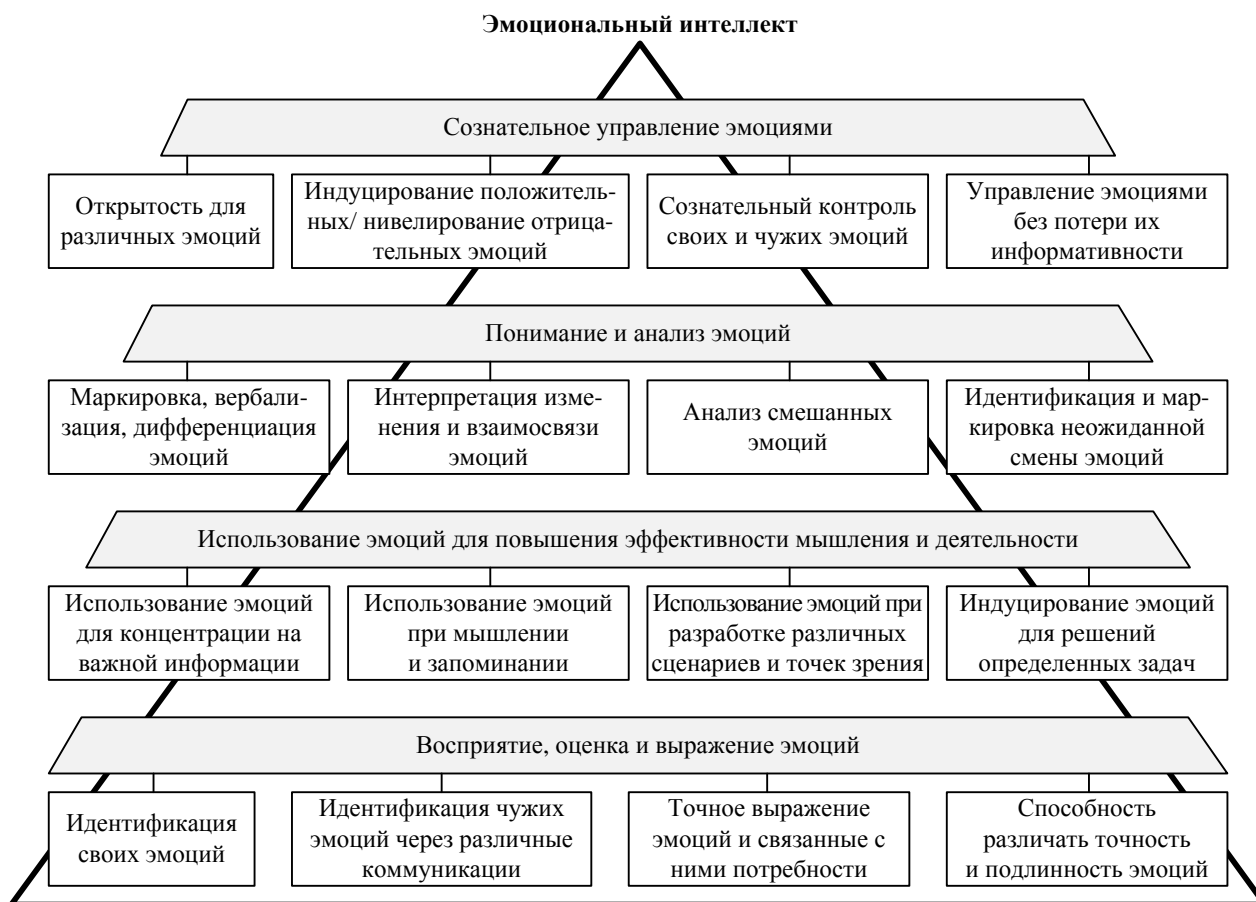 Эмоциональный интеллект
Сознательное управление эмоциями
Открытость для
различных эмоций
Индуцирование положитель-
ных/ нивелирование отрица-
тельных эмоций
Сознательный контроль
своих и чужих эмоций
Управление эмоциями
без потери их
информативности
Понимание и анализ эмоций
Маркировка, вербали-
зация, дифференциация
эмоций
Интерпретация изме-
нения и взаимосвязи
эмоций
Анализ смешанных
эмоций
Идентификация и мар-
кировка неожиданной
смены эмоций
Использование эмоций для повышения эффективности мышления и деятельности
Использование эмоций
для концентрации на
важной информации
Использование эмоций
при мышлении
и запоминании
Использование эмоций при
разработке различных
сценариев и точек зрения
Индуцирование эмоций
для решений
определенных задач
Восприятие, оценка и выражение эмоций
Идентификация
своих эмоций
Идентификация чужих
эмоций через различные
коммуникации
Точное выражение
эмоций и связанные с
ними потребности
Способность
различать точность
и подлинность эмоций